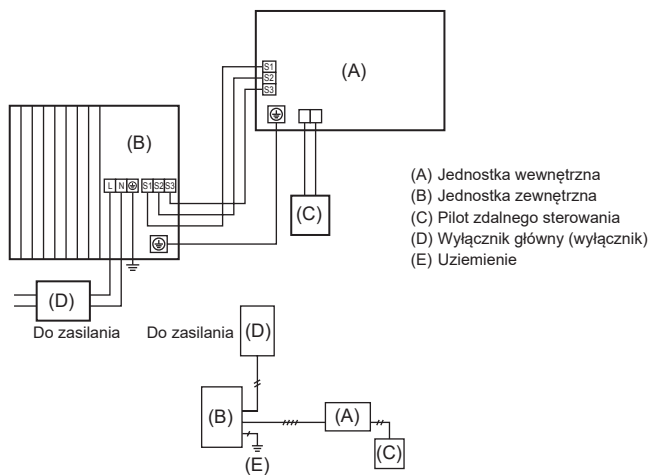 (A)
S1
S2
S3
(B)
L N S1 S2 S3
(C)
(D)
Do zasilania
(A) Jednostka wewnętrzna
(B) Jednostka zewnętrzna
(C) Pilot zdalnego sterowania
(D) Wyłącznik główny (wyłącznik)
(E) Uziemienie
Do zasilania
(D)
(B)
(A)
(E)
(C)